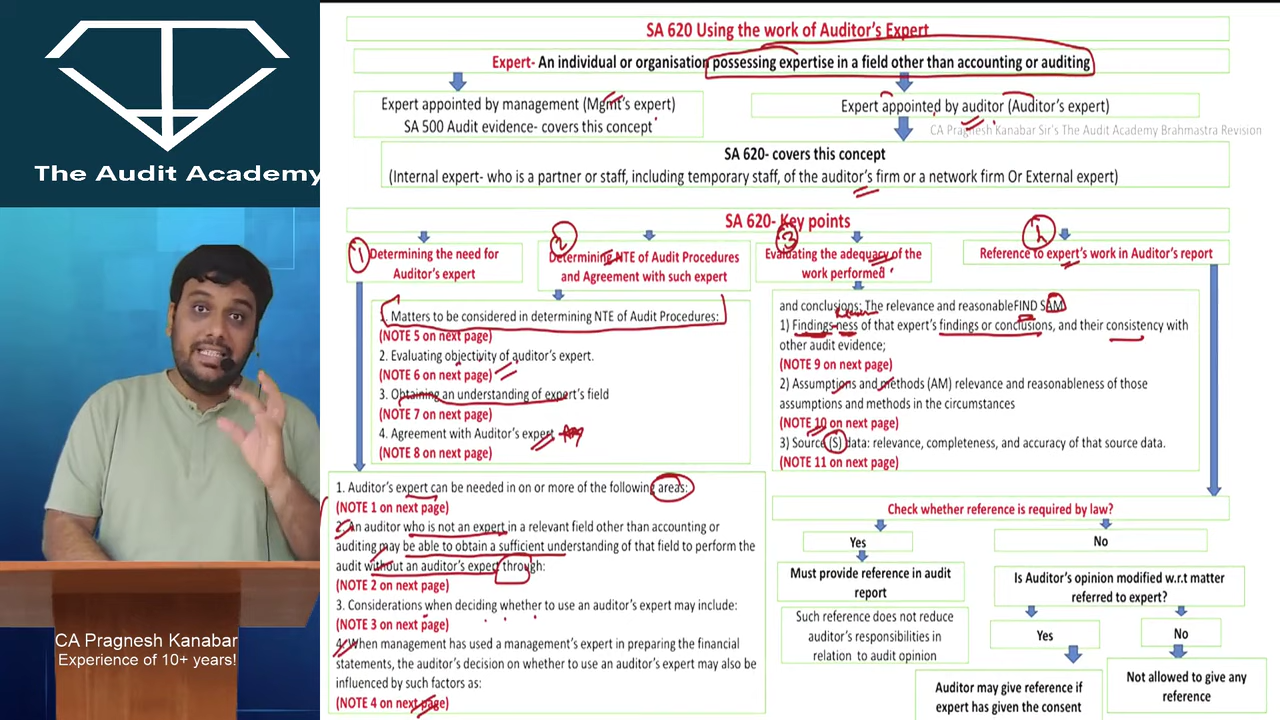 The Audit Academy
CA Pragnesh Kanabar
Experience of 10+ years!
SA 620 Using the work of Auditor's Expert
Expert- An individual or organisation possessing expertise in a field other than accounting or auditing
Expert appointed by management (Mgmt's expert)
SA 500 Audit evidence- covers this concept
Expert appointed by auditor (Auditor's expert)
CA Pragnesh Kanabar Sir's The Audit Academy Brahmastra Revision
SA 620- covers this concept
(Internal expert- who is a partner or staff, including temporary staff, of the auditor's firm or a network firm Or External expert)
SA 620- Key points
1
Determining the need for
Auditor's expert
2
Determining NTE of Audit Procedures
and Agreement with such expert
3
Evaluating the adequacy of the
work performed
Reference to expert's work in Auditor's report
1. Matters to be considered in determining NTE of Audit Procedures:
(NOTE 5 on next page)
2. Evaluating objectivity of auditor's expert.
(NOTE 6 on next page)
3. Obtaining an understanding of expert's field
(NOTE 7 on next page)
4. Agreement with Auditor's expert
(NOTE 8 on next page)
1. Auditor's expert can be needed in on or more of the following areas:
(NOTE 1 on next page)
2. An auditor who is not an expert in a relevant field other than accounting or
auditing may be able to obtain a sufficient understanding of that field to perform the
audit without an auditor's expert through:
(NOTE 2 on next page)
3. Considerations when deciding whether to use an auditor's expert may include:
(NOTE 3 on next page)
4. When management has used a management's expert in preparing the financial
statements, the auditor's decision on whether to use an auditor's expert may also be
influenced by such factors as:
(NOTE 4 on next page)
and conclusions; The relevance and reasonableFIND SAM
1) Findings-ness of that expert's findings or conclusions, and their consistency with
other audit evidence;
(NOTE 9 on next page)
2) Assumptions and methods (AM) relevance and reasonableness of those
assumptions and methods in the circumstances
(NOTE 10 on next page)
3) Source (S) data: relevance, completeness, and accuracy of that source data.
(NOTE 11 on next page)
Check whether reference is required by law?
Yes
No
Must provide reference in audit
report
Such reference does not reduce
auditor's responsibilities in
relation to audit opinion
Is Auditor's opinion modified w.r.t matter
referred to expert?
Yes
No
Auditor may give reference if
expert has given the consent
Not allowed to give any
reference